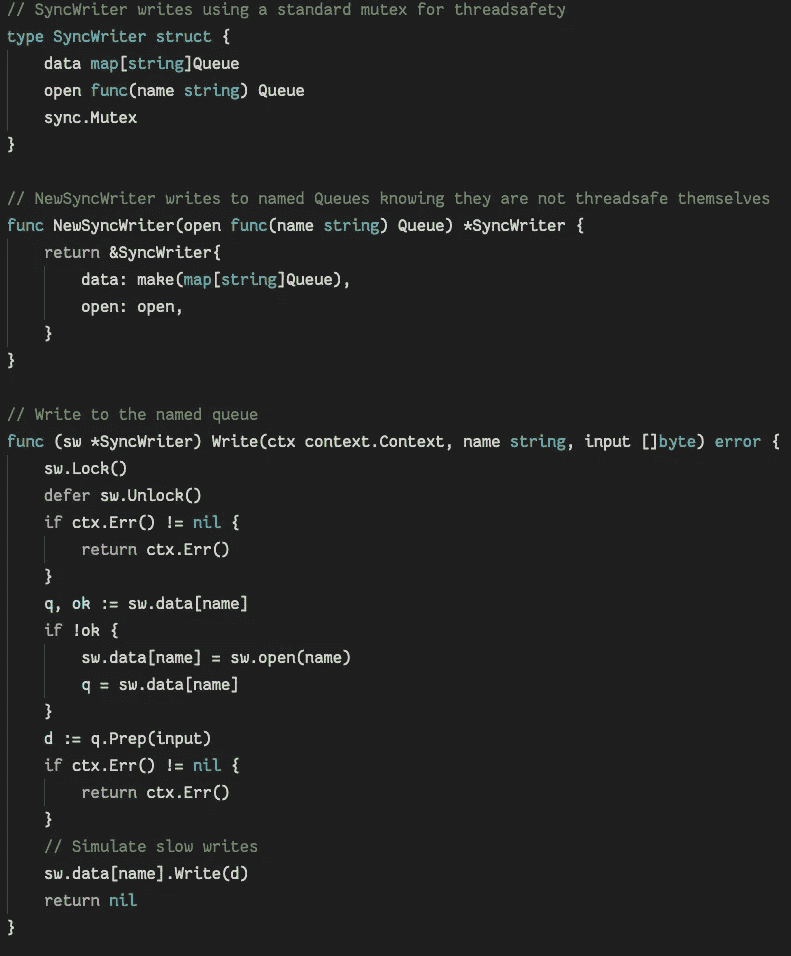 // SyncWriter writes using a standard mutex for threadsafety
type SyncWriter struct {
    data map[string]Queue
    open func(name string) Queue
    sync.Mutex
}

// NewSyncWriter writes to named Queues knowing they are not threadsafe themselves
func NewSyncWriter(open func(name string) Queue) *SyncWriter {
    return &SyncWriter{
        data: make(map[string]Queue),
        open: open,
    }
}

// Write to the named queue
func (sw *SyncWriter) Write(ctx context.Context, name string, input []byte) error {
    sw.Lock()
    defer sw.Unlock()
    if ctx.Err() != nil {
        return ctx.Err()
    }
    q, ok := sw.data[name]
    if !ok {
        sw.data[name] = sw.open(name)
        q = sw.data[name]
    }
    d := q.Prep(input)
    if ctx.Err() != nil {
        return ctx.Err()
    }
    // Simulate slow writes
    sw.data[name].Write(d)
    return nil
}